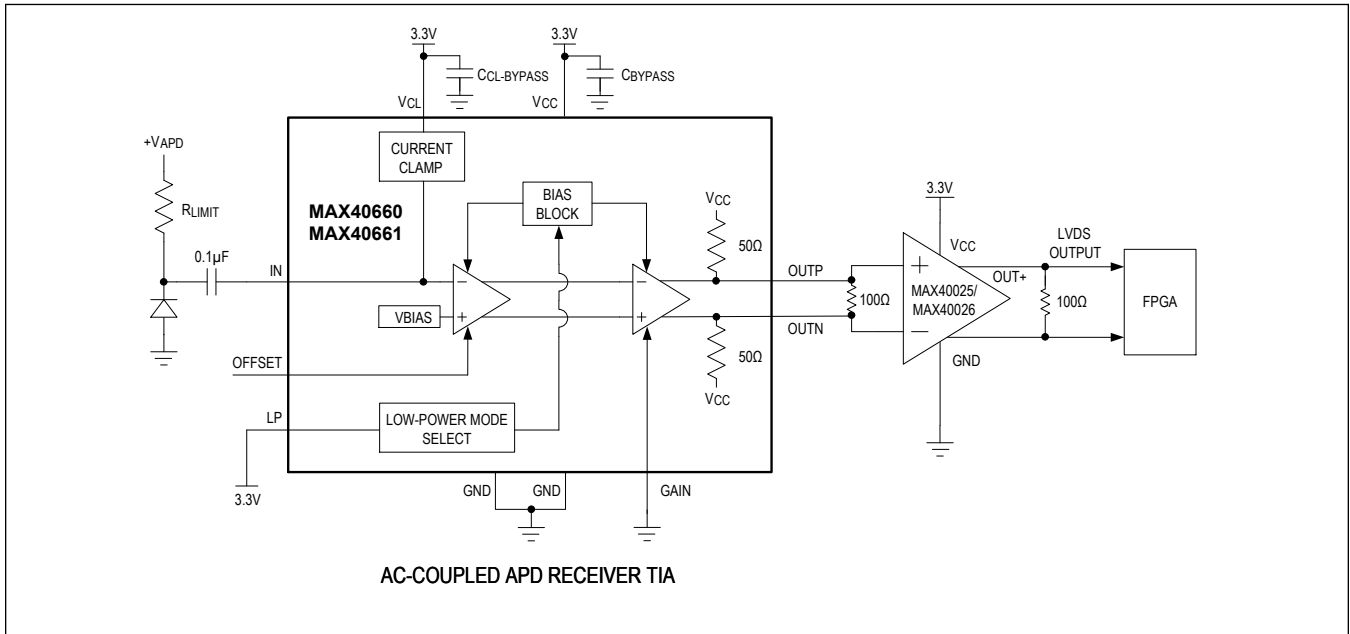 3.3V
3.3V
CCL-BYPASS
CBYPASS
VCL
VCC
+VAPD
CURRENT
CLAMP
RLIMIT
MAX40660
MAX40661
BIAS
BLOCK
VCC
3.3V
50Ω
VCC
LVDS
OUTPUT
0.1µF
IN
OUTP
OUT+
VBIAS
100Ω
MAX40025/
MAX40026
100Ω
FPGA
OUTN
OFFSET
50Ω
GND
VCC
LP
LOW-POWER MODE
SELECT
3.3V
GND
GND
GAIN
AC-COUPLED APD RECEIVER TIA